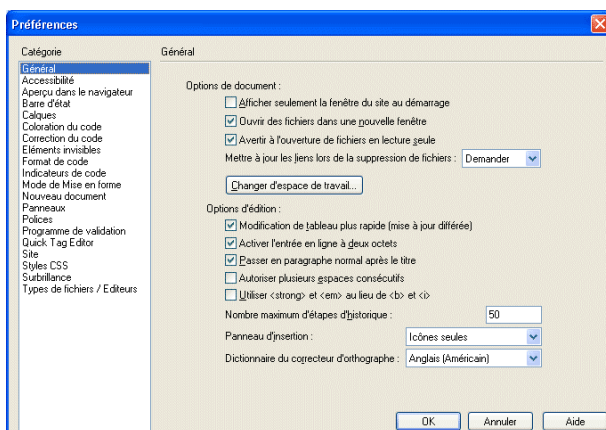 Préférences
Catégorie
Général
Accessibilité
Aperçu dans le navigateur
Barre d'état
Calques
Coloration du code
Correction du code
Eléments invisibles
Format de code
Indicateurs de code
Mode de Mise en forme
Nouveau document
Panneaux
Polices
Programme de validation
Quick Tag Editor
Site
Styles CSS
Surbrillance
Types de fichiers / Editeurs
Général
Options de document :
Afficher seulement la fenêtre du site au démarrage
Ouvrir des fichiers dans une nouvelle fenêtre
Avertir à l'ouverture de fichiers en lecture seule
Mettre à jour les liens lors de la suppression de fichiers : Demander
Changer d'espace de travail...
Options d'édition :
Modification de tableau plus rapide (mise à jour différée)
Activer l'entrée en ligne à deux octets
Passer en paragraphe normal après le titre
Autoriser plusieurs espaces consécutifs
Utiliser <strong> et <em> au lieu de <b> et <i>
Nombre maximum d'étapes d'historique : 50
Panneau d'insertion : Icônes seules
Dictionnaire du correcteur d'orthographe : Anglais (Américain)
OK Annuler Aide